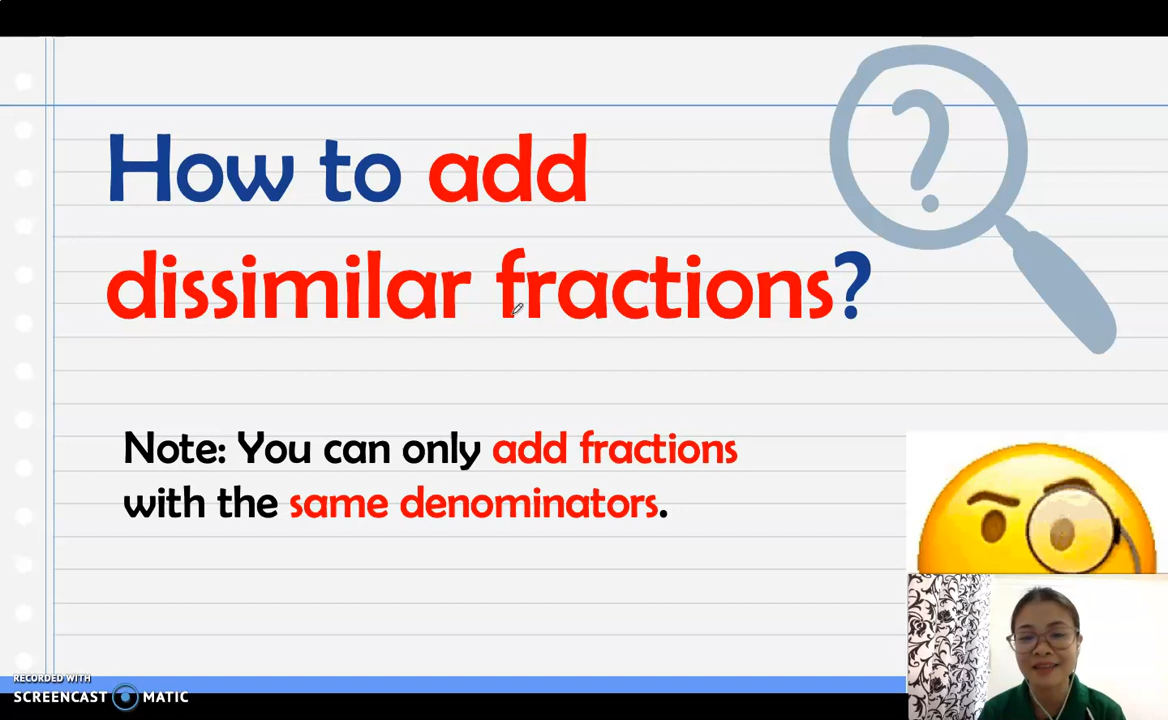 How to add
dissimilar fractions?
?
Note: You can only add fractions
with the same denominators.
RECORDED WITH
SCREENCAST MATIC